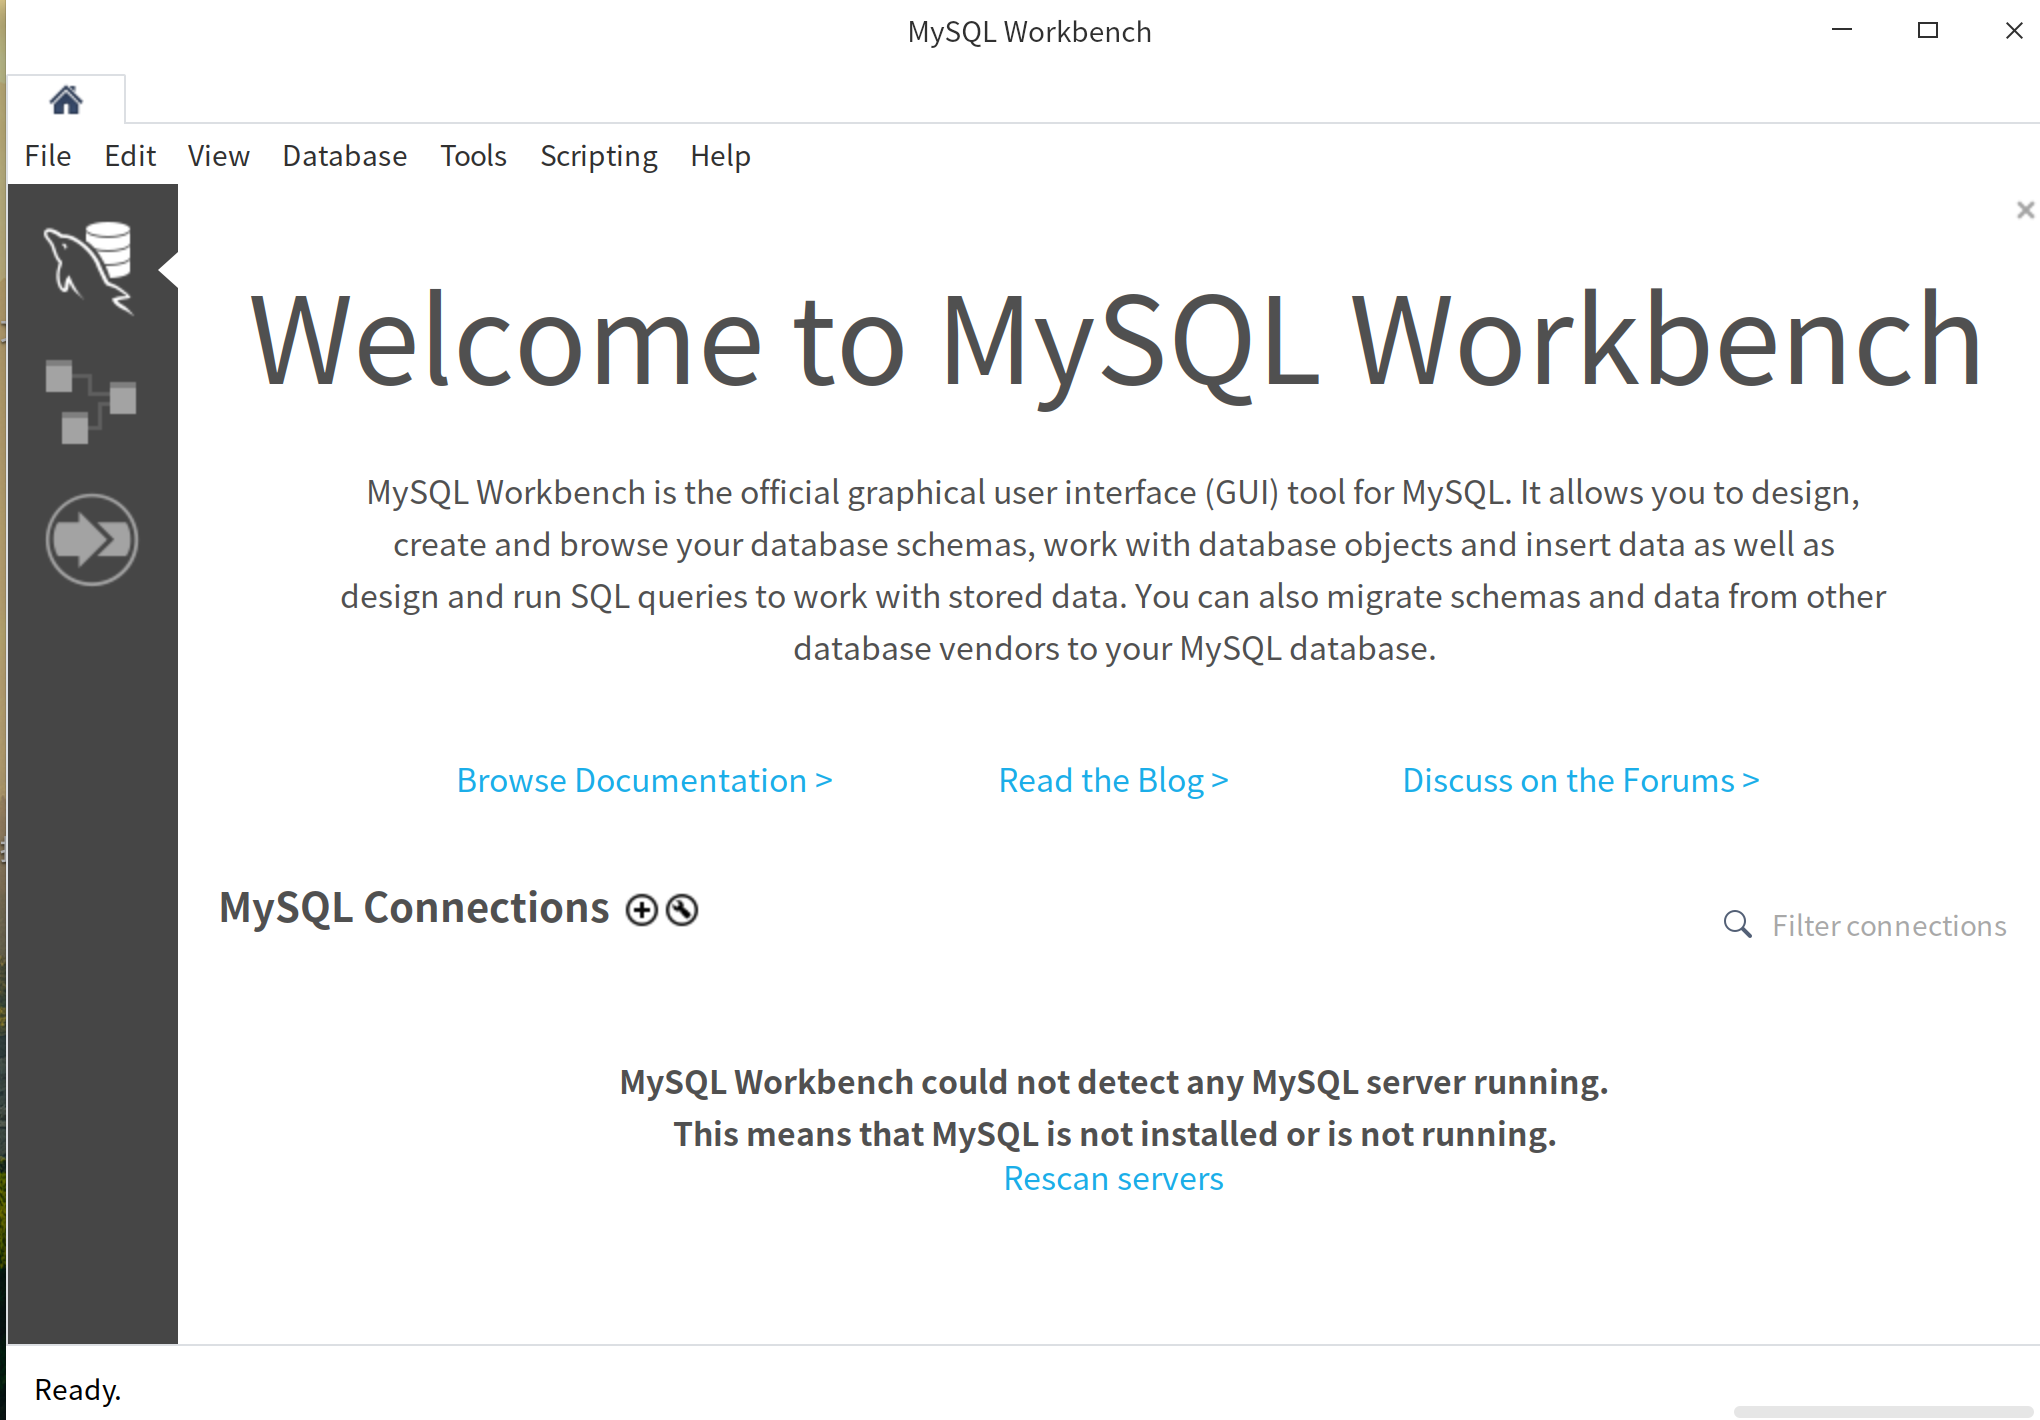 MySQL Workbench
File Edit View Database Tools Scripting Help
Welcome to MySQL Workbench
MySQL Workbench is the official graphical user interface (GUI) tool for MySQL. It allows you to design,
create and browse your database schemas, work with database objects and insert data as well as
design and run SQL queries to work with stored data. You can also migrate schemas and data from other
database vendors to your MySQL database.
Browse Documentation > Read the Blog > Discuss on the Forums >
MySQL Connections
Filter connections
MySQL Workbench could not detect any MySQL server running.
This means that MySQL is not installed or is not running.
Rescan servers
Ready.